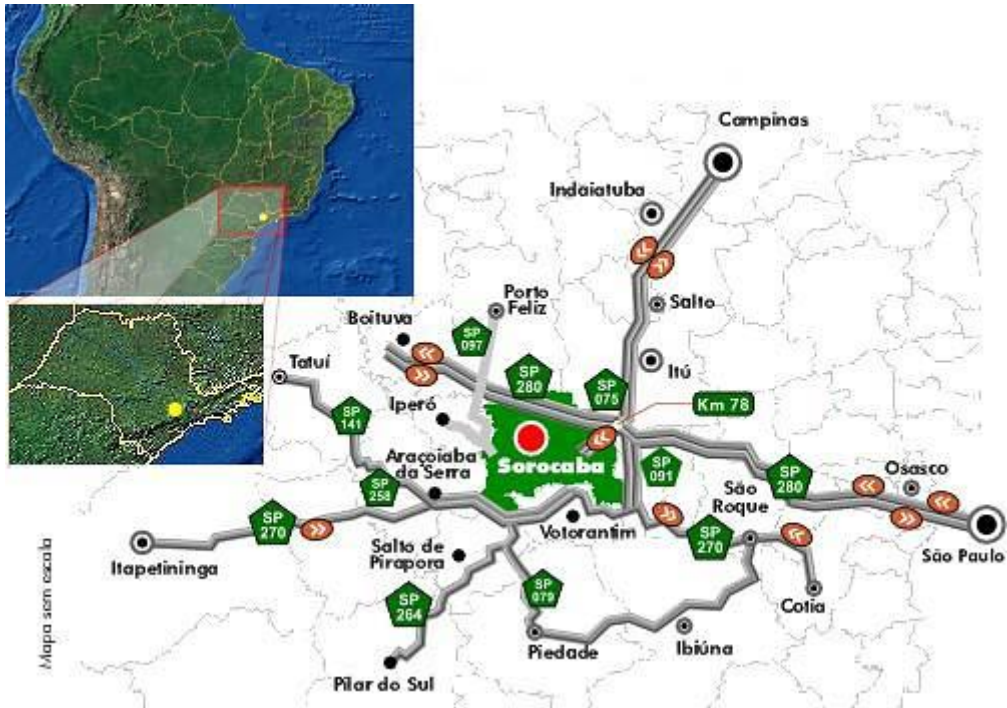 Campinas
Indaiatuba
Porto
Feliz
Salto
Boituva
SP
097
Tatuí
SP
280
SP
075
Itú
Km 78
Iperó
SP
141
Araçoiaba
da Serra
Sorocaba
SP
091
São
Roque
SP
280
Osasco
SP
258
SP
270
Votorantim
SP
270
São Paulo
Itapetininga
Salto de
Pirapora
SP
264
SP
079
Cotia
Piedade
Ibiúna
Pilar do Sul
Mapa sem escala